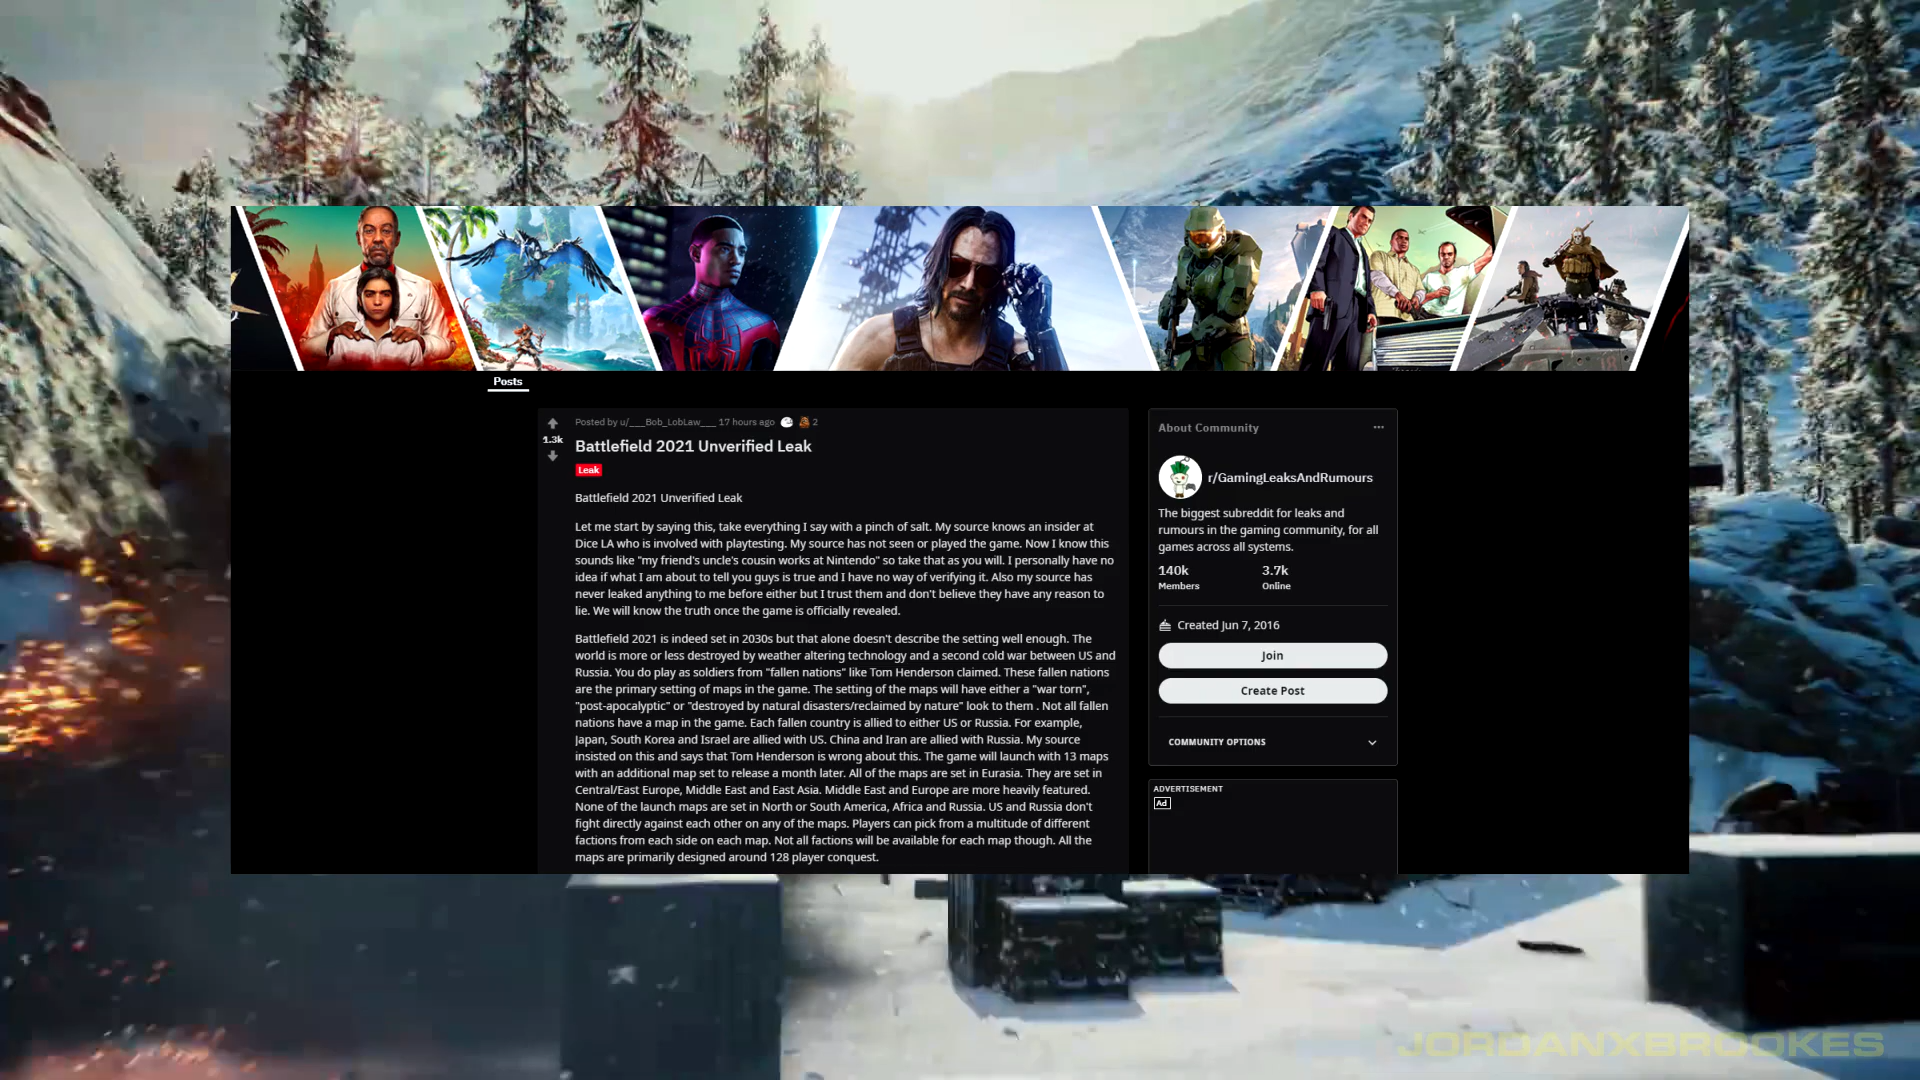 Posts
Posted by u/___Bob_LobLaw___ 17 hours ago 2
1.3k
Battlefield 2021 Unverified Leak
Leak
Battlefield 2021 Unverified Leak
Let me start by saying this, take everything I say with a pinch of salt. My source knows an insider at
Dice LA who is involved with playtesting. My source has not seen or played the game. Now I know this
sounds like "my friend's uncle's cousin works at Nintendo" so take that as you will. I personally have no
idea if what I am about to tell you guys is true and I have no way of verifying it. Also my source has
never leaked anything to me before either but I trust them and don't believe they have any reason to
lie. We will know the truth once the game is officially revealed.
Battlefield 2021 is indeed set in 2030s but that alone doesn't describe the setting well enough. The
world is more or less destroyed by weather altering technology and a second cold war between US and
Russia. You do play as soldiers from "fallen nations" like Tom Henderson claimed. These fallen nations
are the primary setting of maps in the game. The setting of the maps will have either a "war torn",
"post-apocalyptic" or "destroyed by natural disasters/reclaimed by nature" look to them . Not all fallen
nations have a map in the game. Each fallen country is allied to either US or Russia. For example,
Japan, South Korea and Israel are allied with US. China and Iran are allied with Russia. My source
insisted on this and says that Tom Henderson is wrong about this. The game will launch with 13 maps
with an additional map set to release a month later. All of the maps are set in Eurasia. They are set in
Central/East Europe, Middle East and East Asia. Middle East and Europe are more heavily featured.
None of the launch maps are set in North or South America, Africa and Russia. US and Russia don't
fight directly against each other on any of the maps. Players can pick from a multitude of different
factions from each side on each map. Not all factions will be available for each map though. All the
maps are primarily designed around 128 player conquest.
About Community
r/GamingLeaksAndRumours
The biggest subreddit for leaks and
rumours in the gaming community, for all
games across all systems.
140k 3.7k
Members Online
Created Jun 7, 2016
Join
Create Post
COMMUNITY OPTIONS
ADVERTISEMENT
Ad
JORDANXBROOKES